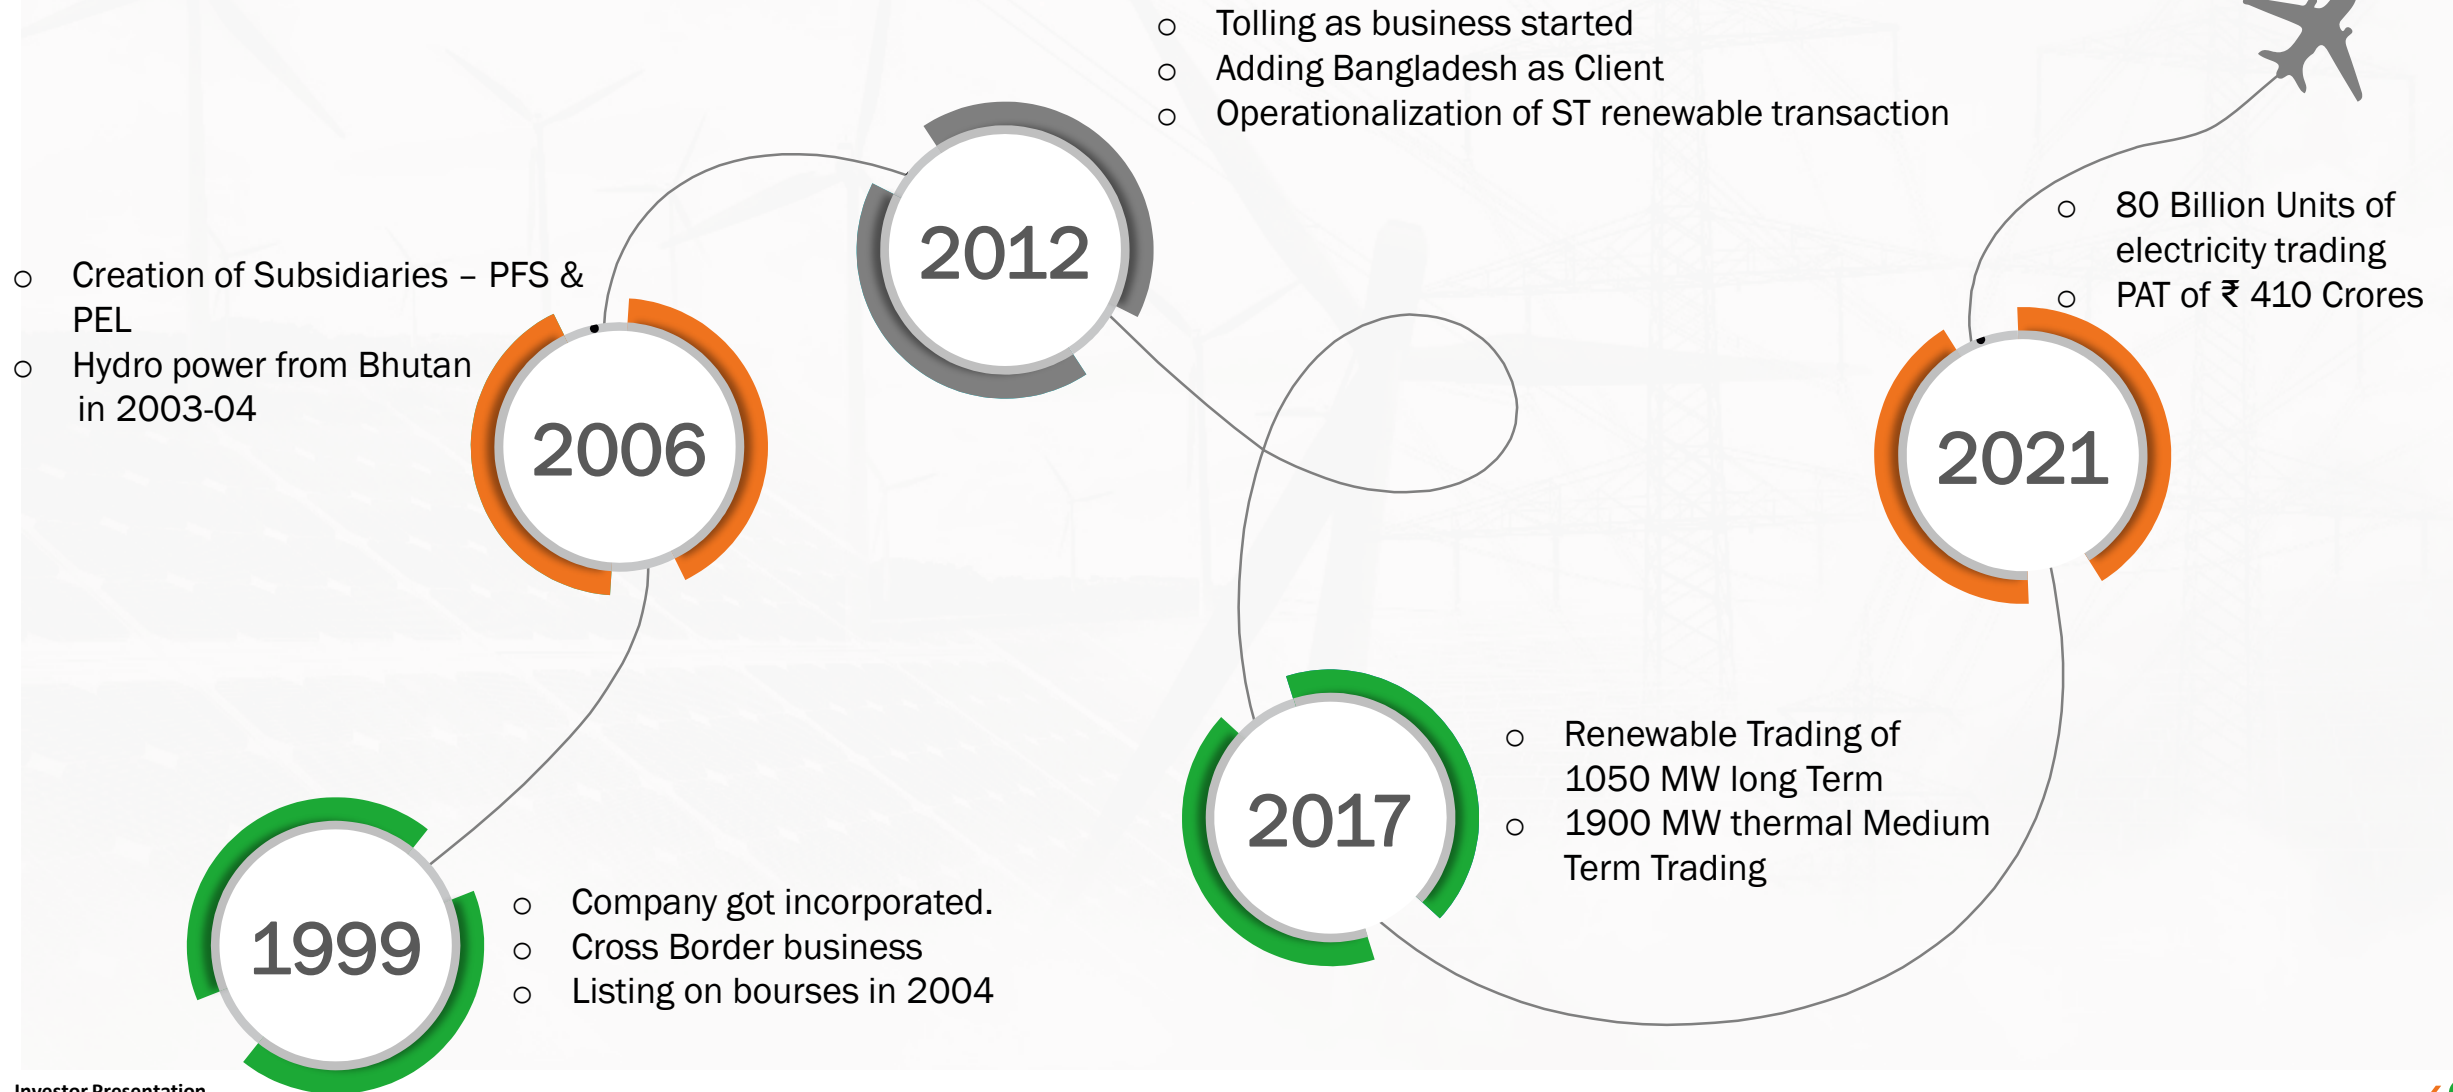 o Tolling as business started
o Adding Bangladesh as Client
o Operationalization of ST renewable transaction
2012
o 80 Billion Units of
electricity trading
o PAT of ₹ 410 Crores
2021
o Creation of Subsidiaries – PFS &
PEL
o Hydro power from Bhutan
in 2003-04
2006
2017
o Renewable Trading of
1050 MW long Term
o 1900 MW thermal Medium
Term Trading
1999
o Company got incorporated.
o Cross Border business
o Listing on bourses in 2004
Investor Presentation